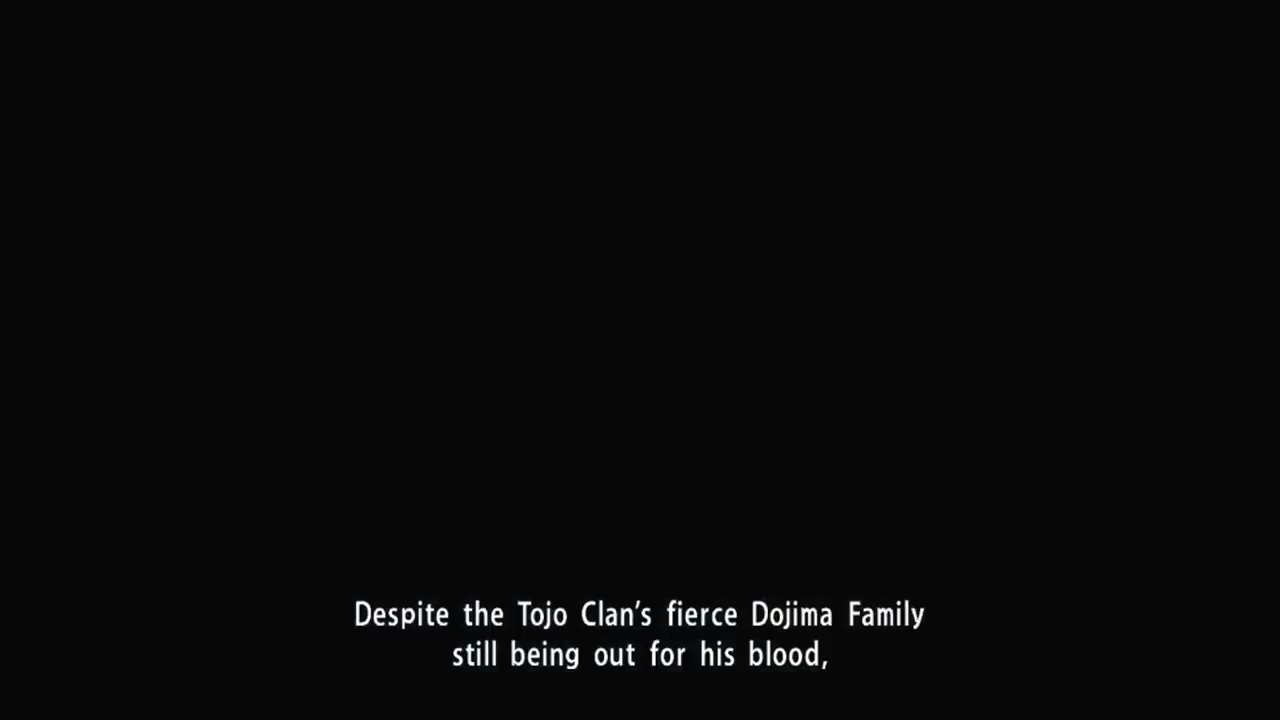 Despite the Tojo Clan’s fierce Dojima Family
still being out for his blood,